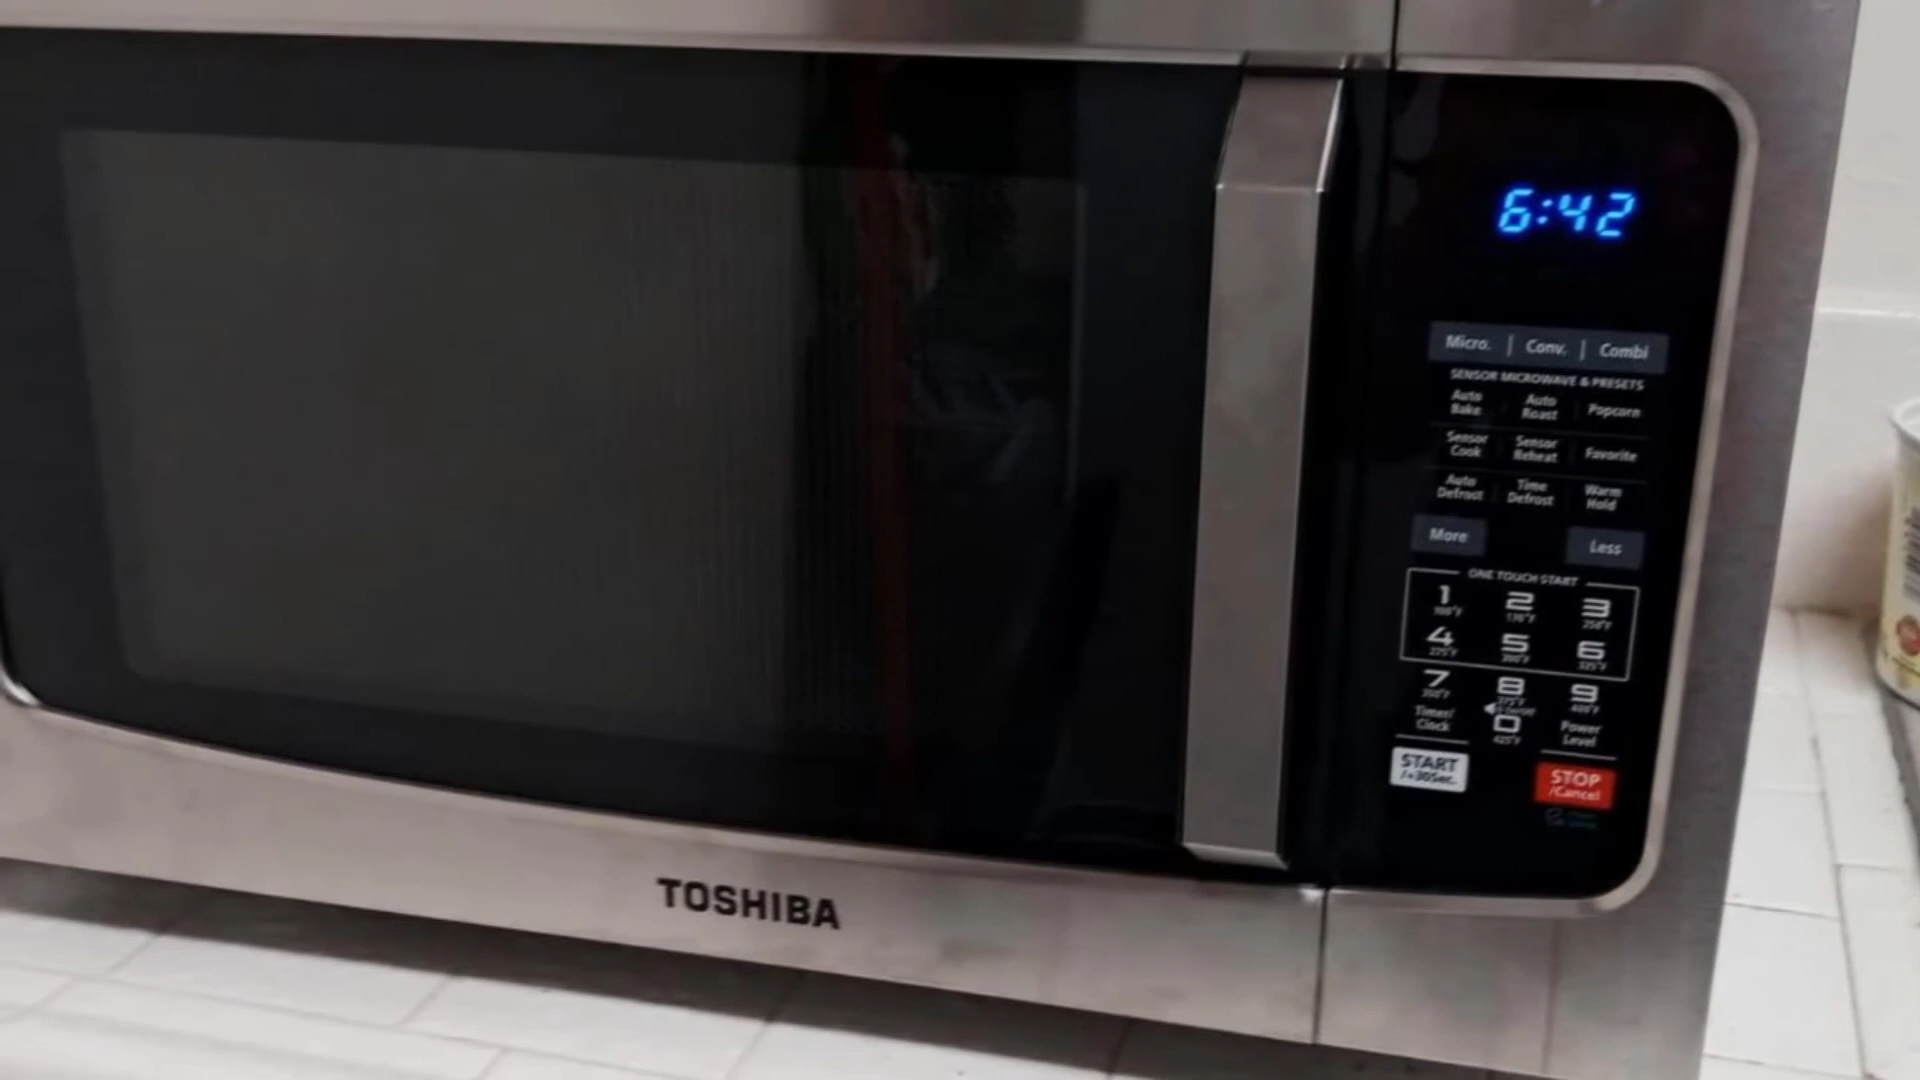 6:42
Micro. | Conv. | Combi
SENSOR MICROWAVE & PRESETS
Auto Bake
Auto Roast
Popcorn
Sensor Cook
Sensor Reheat
Favorite
Auto Defrost
Time Defrost
Warm Hold
More
Less
ONE TOUCH START
1 2 3
4 5 6
7 8 9
Timer/
Clock
0
Power
Level
START
/+30Sec.
STOP
/Cancel
TOSHIBA